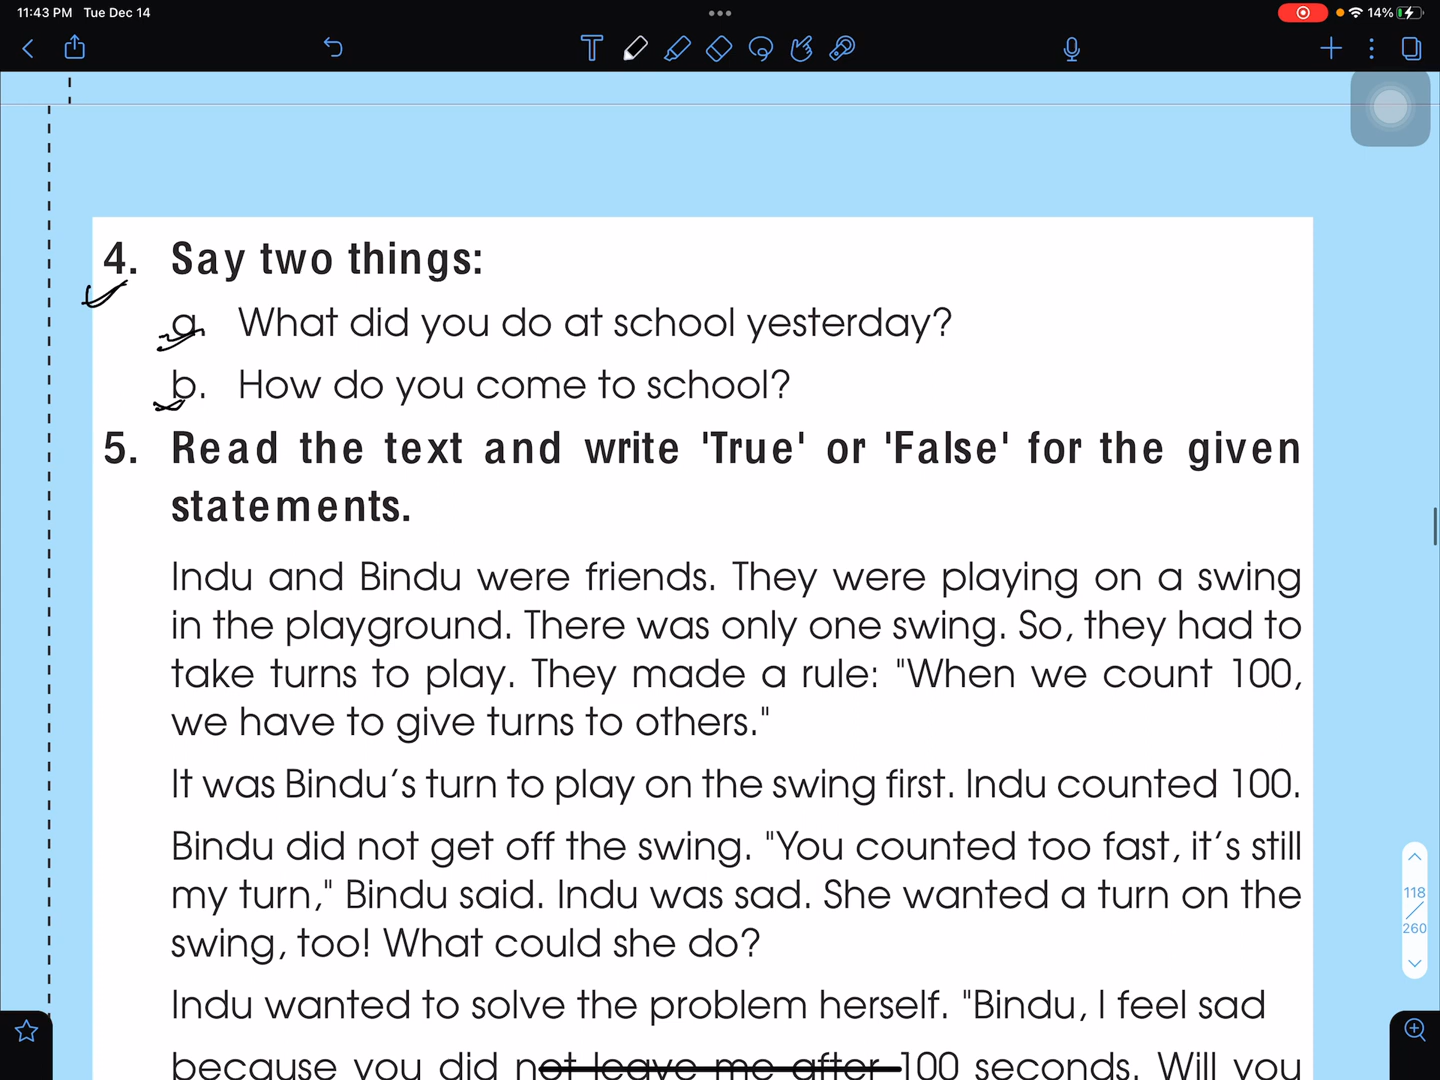 11:43 PM Tue Dec 14
14%
4. Say two things:
a. What did you do at school yesterday?
b. How do you come to school?
5. Read the text and write 'True' or 'False' for the given
statements.
Indu and Bindu were friends. They were playing on a swing
in the playground. There was only one swing. So, they had to
take turns to play. They made a rule: "When we count 100,
we have to give turns to others."
It was Bindu's turn to play on the swing first. Indu counted 100.
Bindu did not get off the swing. "You counted too fast, it's still
my turn," Bindu said. Indu was sad. She wanted a turn on the
swing, too! What could she do?
Indu wanted to solve the problem herself. "Bindu, I feel sad
because you did not leave me after 100 seconds. Will you
118
260